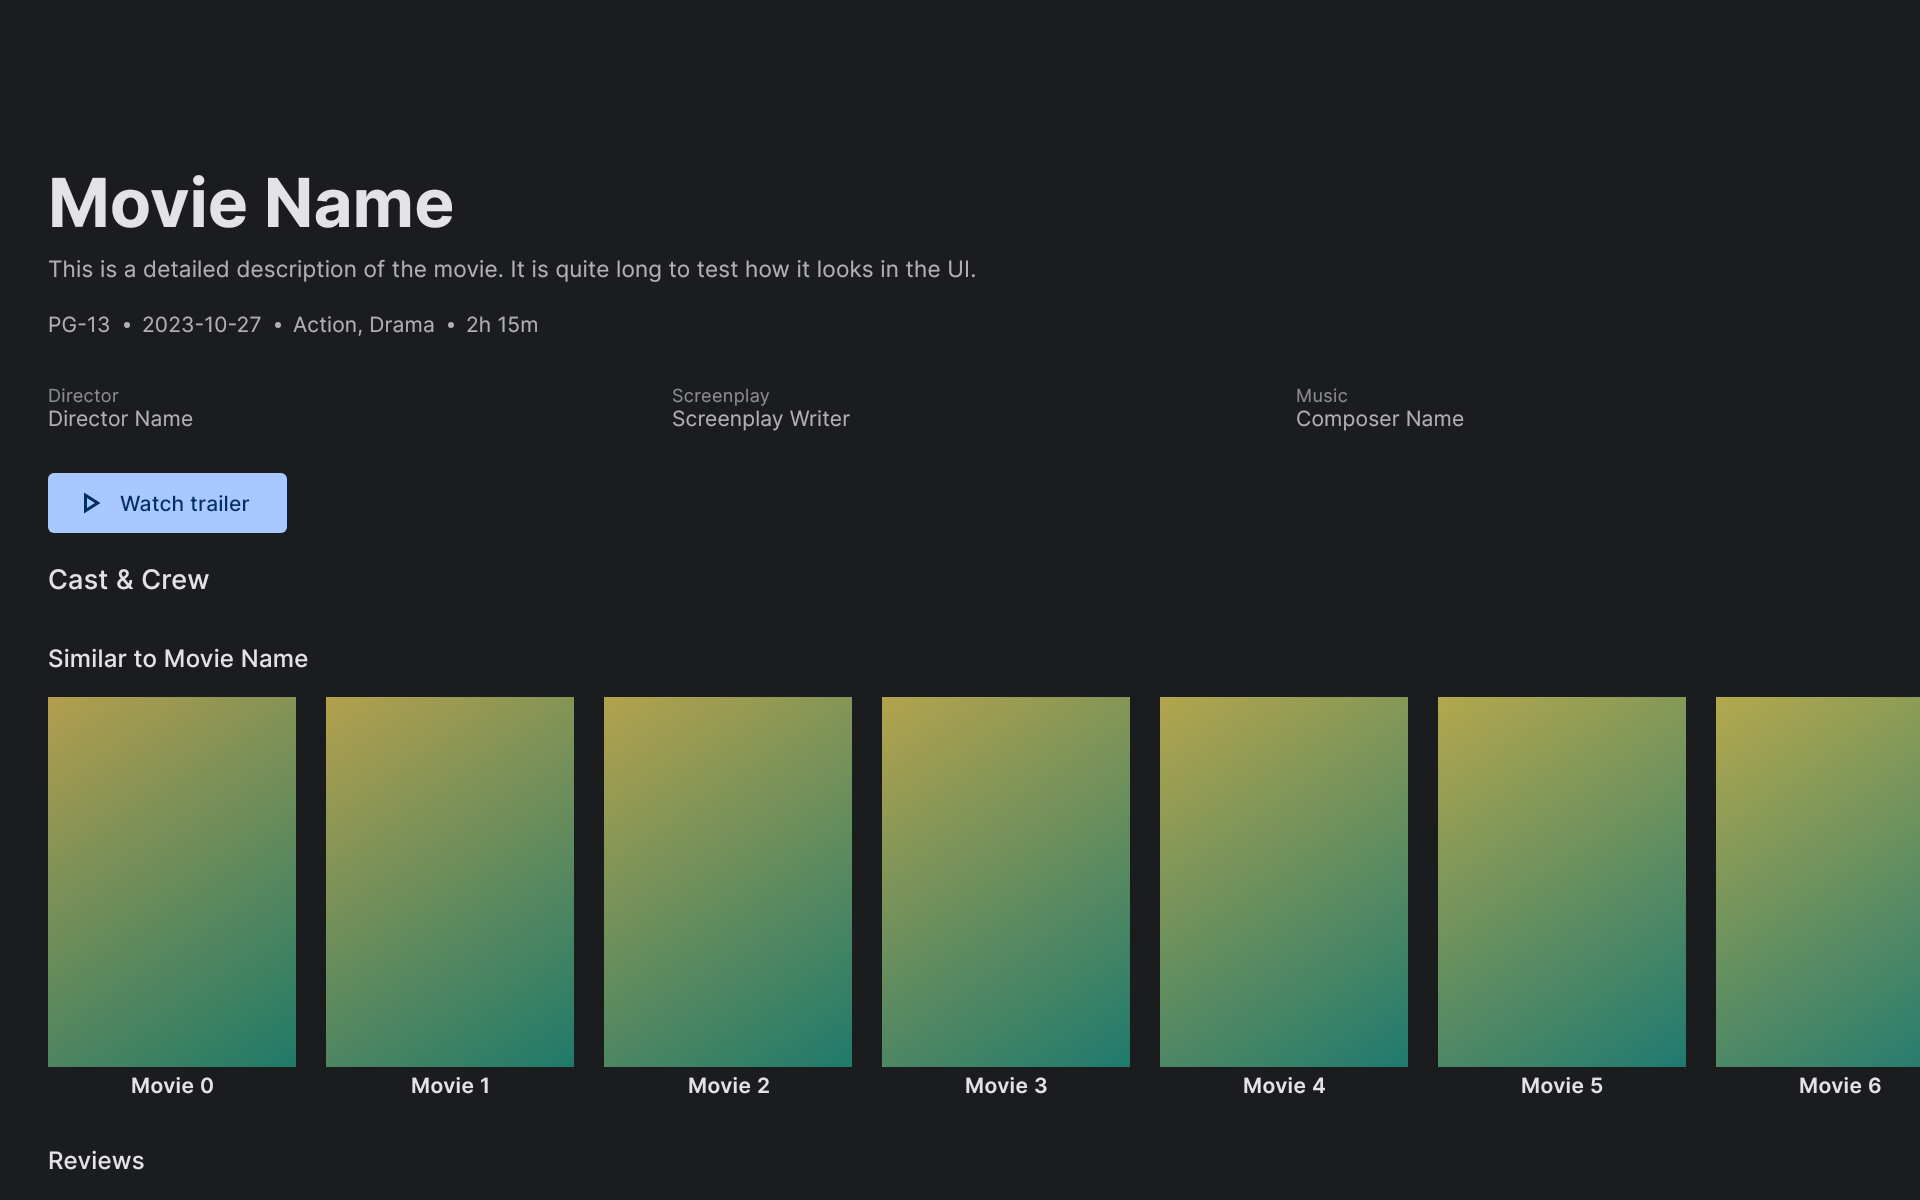 Movie Name
This is a detailed description of the movie. It is quite long to test how it looks in the UI.
PG-13 • 2023-10-27 • Action, Drama • 2h 15m
Director Screenplay Music
Director Name Screenplay Writer Composer Name
Watch trailer
Cast & Crew
Similar to Movie Name
Movie 0 Movie 1 Movie 2 Movie 3 Movie 4 Movie 5 Movie 6
Reviews